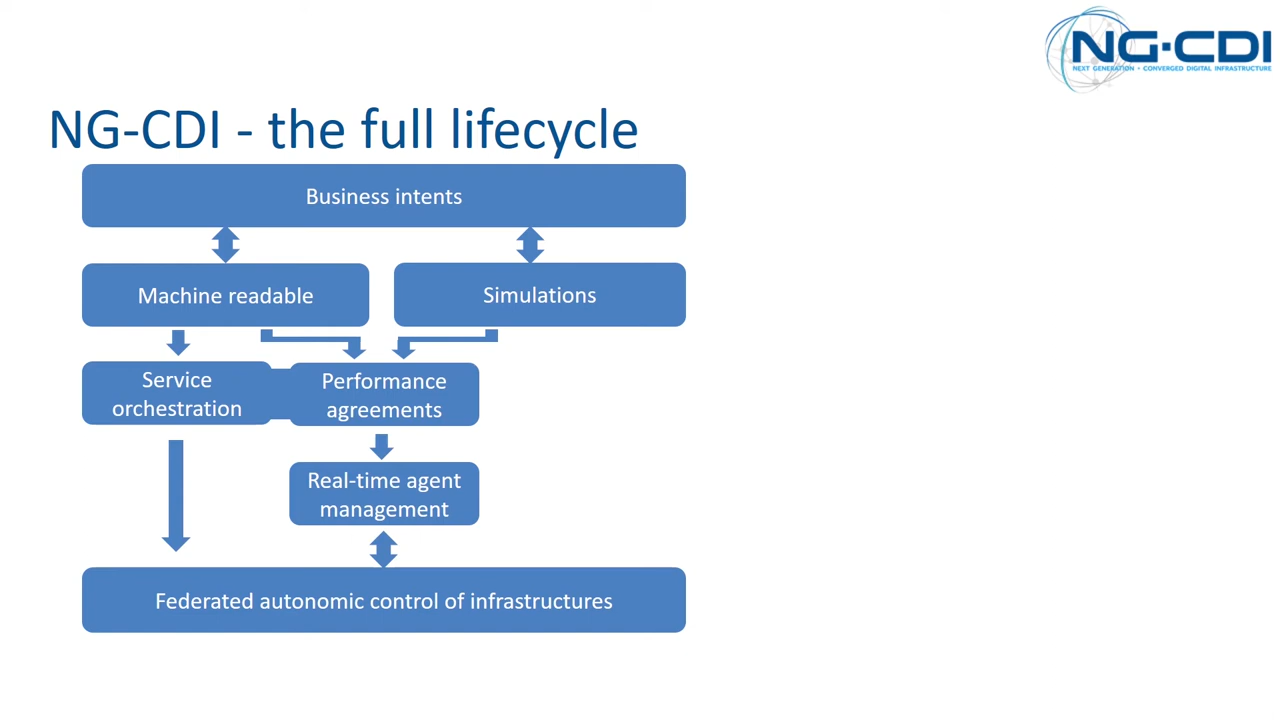 NG-CDI
NEXT GENERATION • CONVERGED DIGITAL INFRASTRUCTURE
NG-CDI - the full lifecycle
Business intents
Machine readable
Simulations
Service
orchestration
Performance
agreements
Real-time agent
management
Federated autonomic control of infrastructures